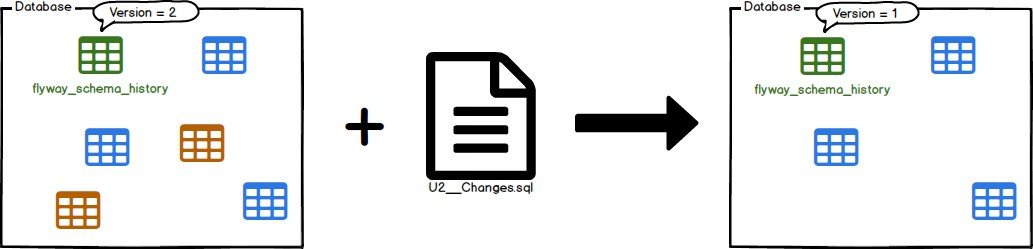 Database
Version = 2
flyway_schema_history
U2__Changes.sql
Database
Version = 1
flyway_schema_history